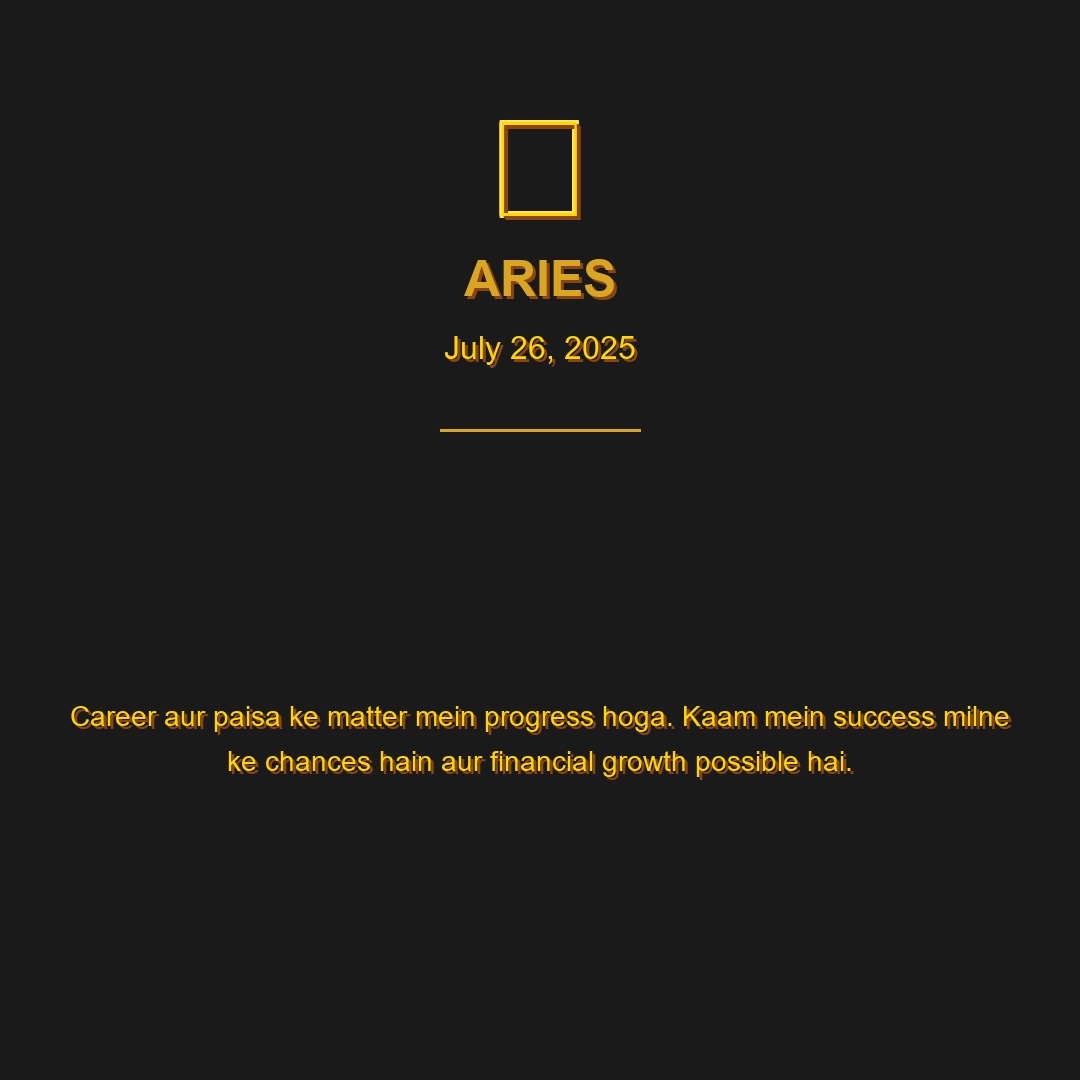 ARIES
July 26, 2025
Career aur paisa ke matter mein progress hoga. Kaam mein success milne
ke chances hain aur financial growth possible hai.